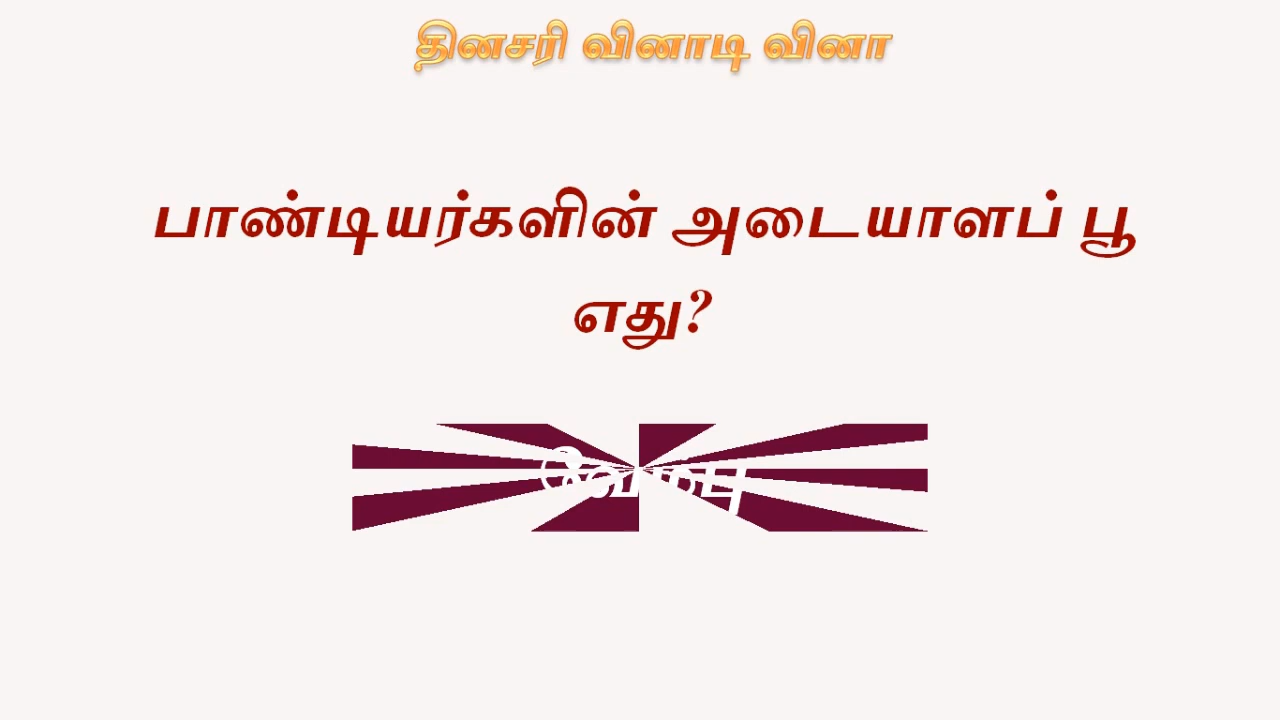 தினசரி வினாடி வினா
பாண்டியர்களின் அடையாளப் பூ
எது?
வேம்பு